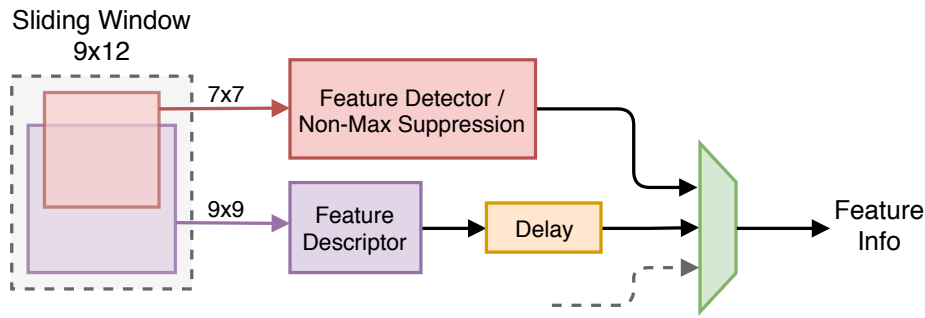 Sliding Window
9x12
7x7
Feature Detector /
Non-Max Suppression
9x9
Feature
Descriptor
Delay
Feature
Info